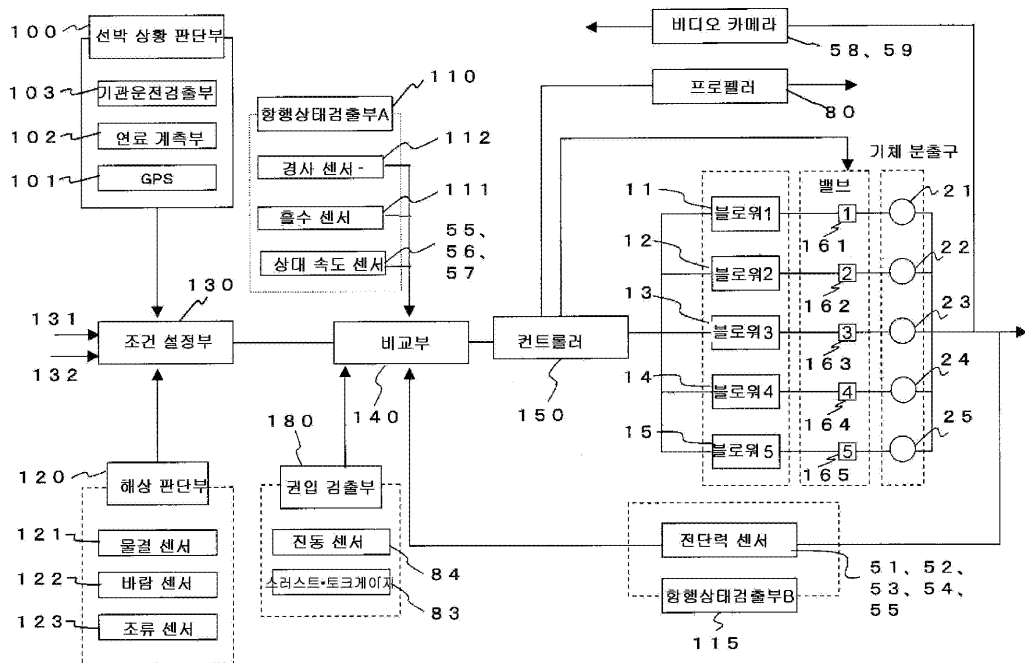 100
선박 상황 판단부
103
기관운전검출부
102
연료 계측부
101
GPS
110
항행상태검출부A
112
경사 센서
111
흘수 센서
55、
56、
57
상대 속도 센서
비디오 카메라
58、59
프로펠러
80
기체 분출구
밸브
11
블로워1
1
161
21
12
블로워2
2
162
22
13
블로워3
3
163
23
14
블로워4
4
164
24
15
블로워5
5
165
25
130
131
132
조건 설정부
비교부
140
컨트롤러
150
120
해상 판단부
121
물결 센서
122
바람 센서
123
조류 센서
180
권입 검출부
진동 센서
84
스러스트•토크게이지
83
전단력 센서
51、52、
53、54、
55
항행상태검출부B
115